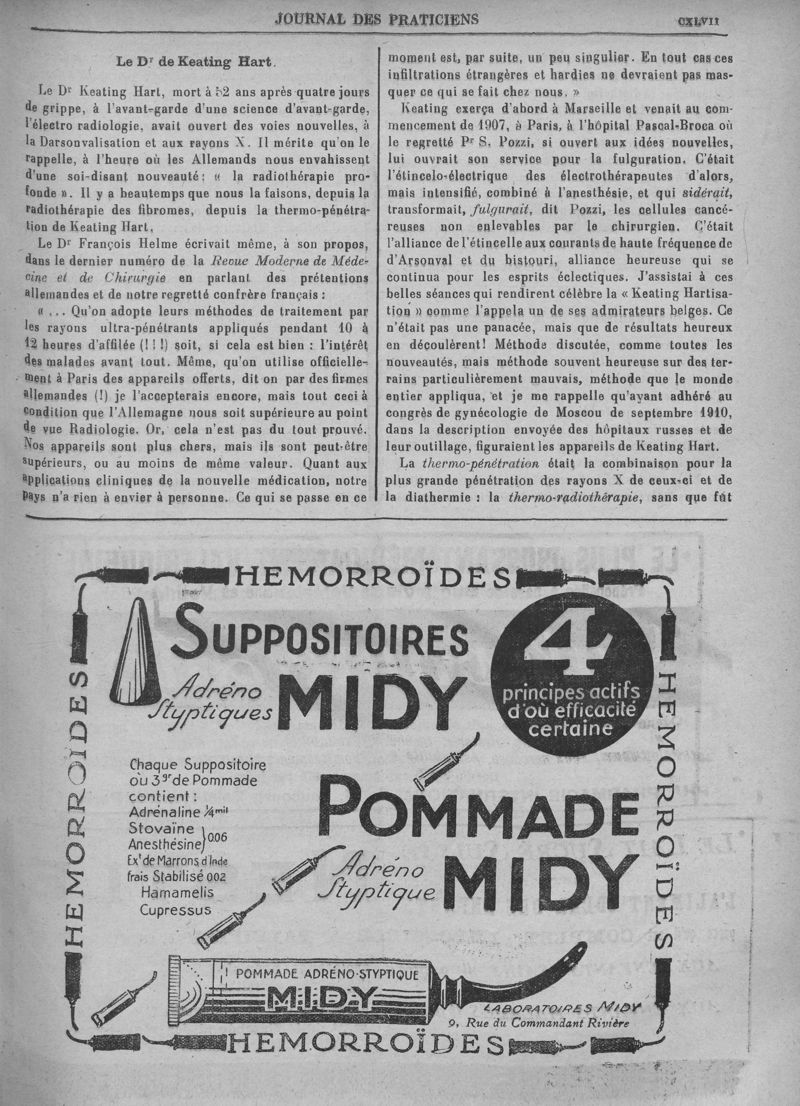 JOURNAL DES PRATICIENS
CXLVII
Le Dr de Keating Hart.
Le Dr Keating Hart, mort à 52 ans après quatre jours
de grippe, à l'avant-garde d'une science d'avant-garde,
l'électro radiologie, avait ouvert des voies nouvelles, à
la Darsonvalisation et aux rayons X. Il mérite qu'on le
rappelle, à l'heure où les Allemands nous envahissent
d'une soi-disant nouveauté: « la radiothérapie pro-
fonde ». Il y a beautemps que nous la faisons, depuis la
radiothérapie des fibromes, depuis la thermo-pénétra-
tion de Keating Hart,
Le Dr François Helme écrivait même, à son propos,
dans le dernier numéro de la Revue Moderne de Méde-
cine et de Chirurgie en parlant des prétentions
allemandes et de notre regretté confrère français :
« ... Qu'on adopte leurs méthodes de traitement par
les rayons ultra-pénétrants appliqués pendant 10 à
12 heures d'affilée (!!!) soit, si cela est bien : l'intérêt
des malades avant tout. Même, qu'on utilise officielle-
ment à Paris des appareils offerts, dit on par des firmes
allemandes (!) je l'accepterais encore, mais tout ceci à
condition que l'Allemagne nous soit supérieure au point
de vue Radiologie. Or, cela n'est pas du tout prouvé.
Nos appareils sont plus chers, mais ils sont peut-être
supérieurs, ou au moins de même valeur. Quant aux
applications cliniques de la nouvelle médication, notre
pays n'a rien à envier à personne. Ce qui se passe en ce
moment est, par suite, un peu singulier. En tout cas ces
infiltrations étrangères et hardies ne devraient pas mas-
quer ce qui se fait chez nous. »
Keating exerça d'abord à Marseille et venait au com-
mencement de 1907, à Paris, à l'hôpital Pascal-Broca où
le regretté Pr S. Pozzi, si ouvert aux idées nouvelles,
lui ouvrait son service pour la fulguration. C'était
l'étincelo-électrique des électrothérapeutes d'alors,
mais intensifié, combiné à l'anesthésie, et qui sidérait,
transformait, fulgurait, dit Pozzi, les cellules cancé-
reuses non enlevables par le chirurgien. C'était
l'alliance de l'étincelle aux courants de haute fréquence de
d'Arsonval et du bistouri, alliance heureuse qui se
continua pour les esprits éclectiques. J'assistai à ces
belles séances qui rendirent célèbre la « Keating Hartisa-
tion » comme l'appela un de ses admirateurs belges. Ce
n'était pas une panacée, mais que de résultats heureux
en découlèrent! Méthode discutée, comme toutes les
nouveautés, mais méthode souvent heureuse sur des ter-
rains particulièrement mauvais, méthode que le monde
entier appliqua, et je me rappelle qu'ayant adhéré au
congrès de gynécologie de Moscou de septembre 1910,
dans la description envoyée des hôpitaux russes et de
leur outillage, figuraient les appareils de Keating Hart.
La thermo-pénétration était la combinaison pour la
plus grande pénétration des rayons X de ceux-ci et de
la diathermie : la thermo-radiothérapie, sans que fût
HEMORROÏDES
HEMORROÏDES
HEMORROÏDES
SUPPOSITOIRES
Adréno
Styptiques
MIDY
4
principes actifs
d'où efficacité
certaine
Chaque Suppositoire
ou 3gr de Pommade
contient :
Adrénaline 1/4 mil
Stovaïne
Anesthésine} 0.06
Ext de Marrons d'Inde
frais Stabilisé 0.02
Hamamelis
Cupressus
POMMADE
Adréno
Styptique
MIDY
POMMADE ADRÉNO-STYPTIQUE
MIDY
LABORATOIRES MIDY
9, Rue du Commandant Rivière
HEMORROÏDES